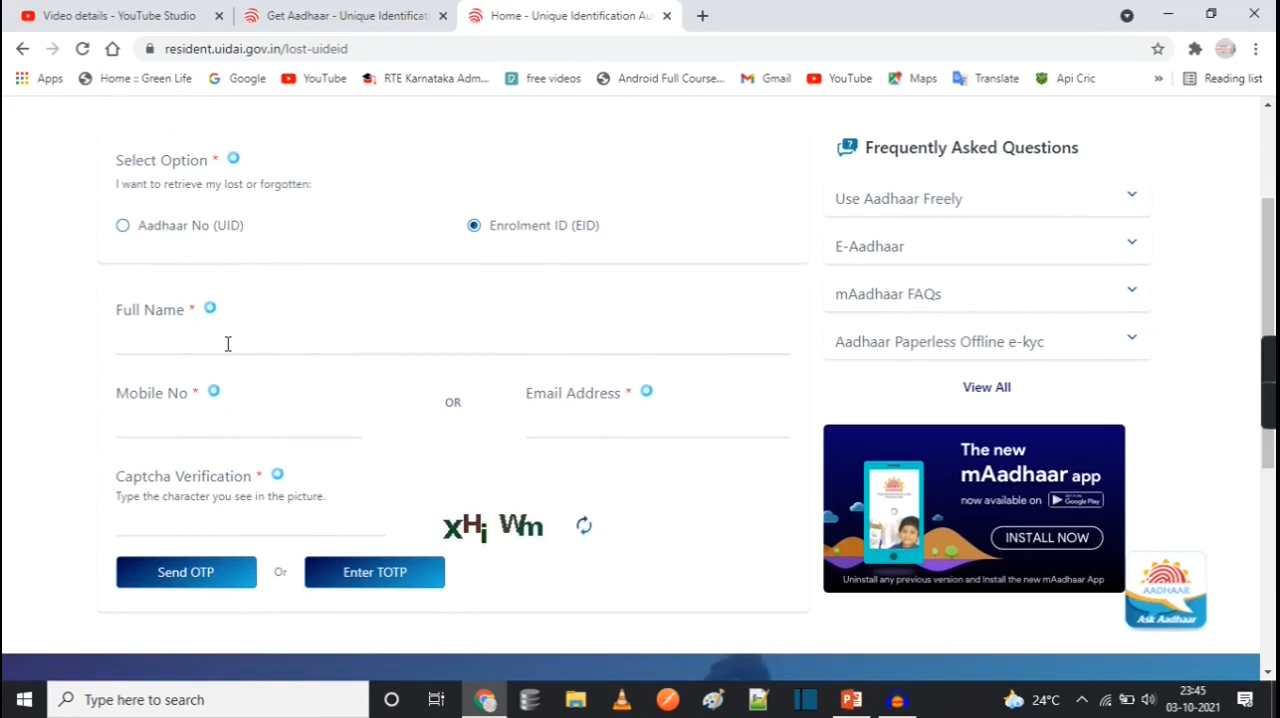 Video details - YouTube Studio
Get Aadhaar - Unique Identificat
Home - Unique Identification Aut
resident.uidai.gov.in/lost-uideid
Apps Home :: Green Life Google YouTube RTE Karnataka Adm... free videos Android Full Course... Gmail YouTube Maps Translate Api Cric » Reading list
Select Option *
I want to retrieve my lost or forgotten:
Aadhaar No (UID) Enrolment ID (EID)
Full Name *
Mobile No * OR Email Address *
Captcha Verification *
Type the character you see in the picture.
XHi Wm
Send OTP Or Enter TOTP
Frequently Asked Questions
Use Aadhaar Freely
E-Aadhaar
mAadhaar FAQs
Aadhaar Paperless Offline e-kyc
View All
The new
mAadhaar app
now available on GET IT ON Google Play
INSTALL NOW
Uninstall any previous version and Install the new mAadhaar App
AADHAAR
Ask Aadhaar
Type here to search
24°C
23:45
03-10-2021